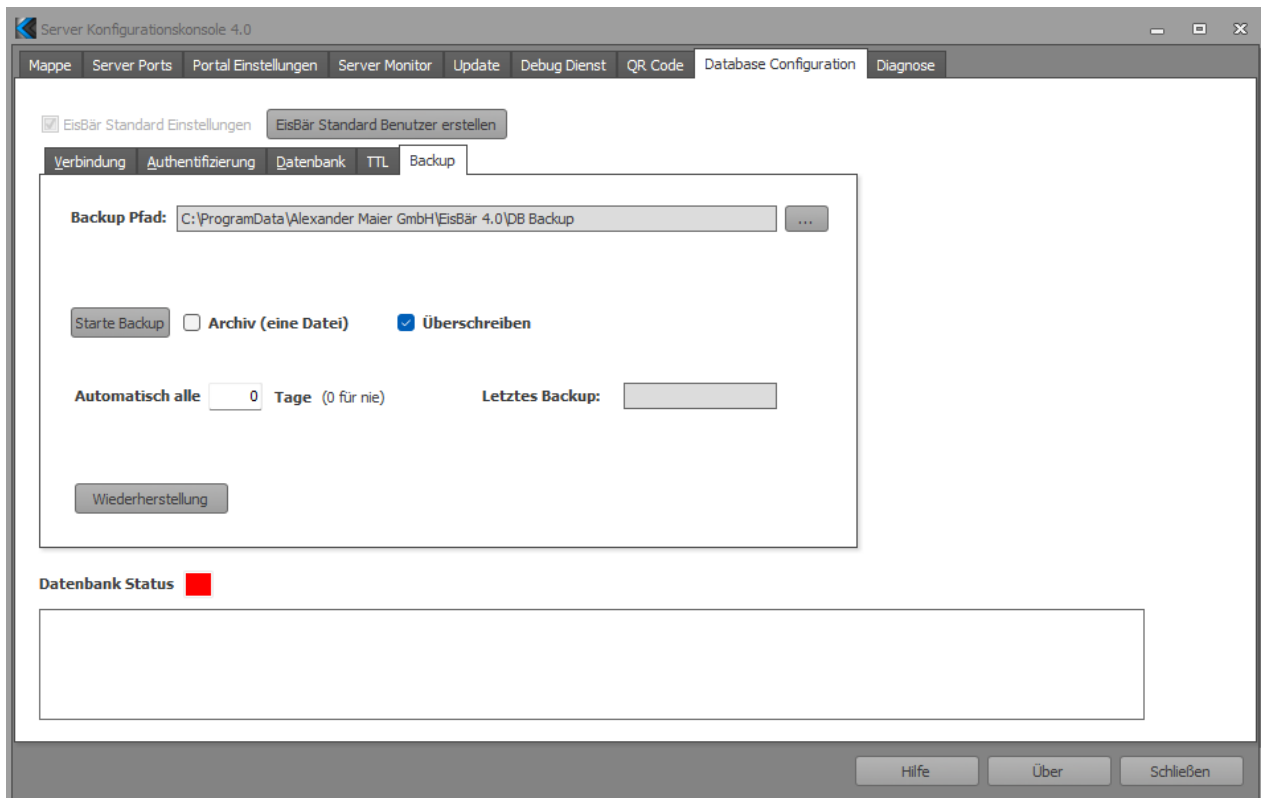 Server Konfigurationskonsole 4.0
Mappe Server Ports Portal Einstellungen Server Monitor Update Debug Dienst QR Code Database Configuration Diagnose
EisBär Standard Einstellungen EisBär Standard Benutzer erstellen
Verbindung Authentifizierung Datenbank TTL Backup
Backup Pfad: C:\ProgramData\Alexander Maier GmbH\EisBär 4.0\DB Backup ...
Starte Backup Archiv (eine Datei) Überschreiben
Automatisch alle 0 Tage (0 für nie) Letztes Backup:
Wiederherstellung
Datenbank Status
Hilfe Über Schließen